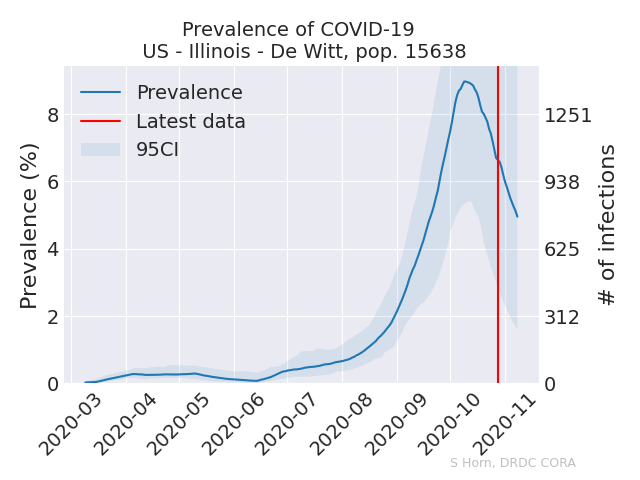 Prevalence of COVID-19
US - Illinois - De Witt, pop. 15638
Prevalence
Latest data
95CI
Prevalence (%)
8
6
4
2
0
1251
938
625
312
0
# of infections
2020-03
2020-04
2020-05
2020-06
2020-07
2020-08
2020-09
2020-10
2020-11
S Horn, DRDC CORA